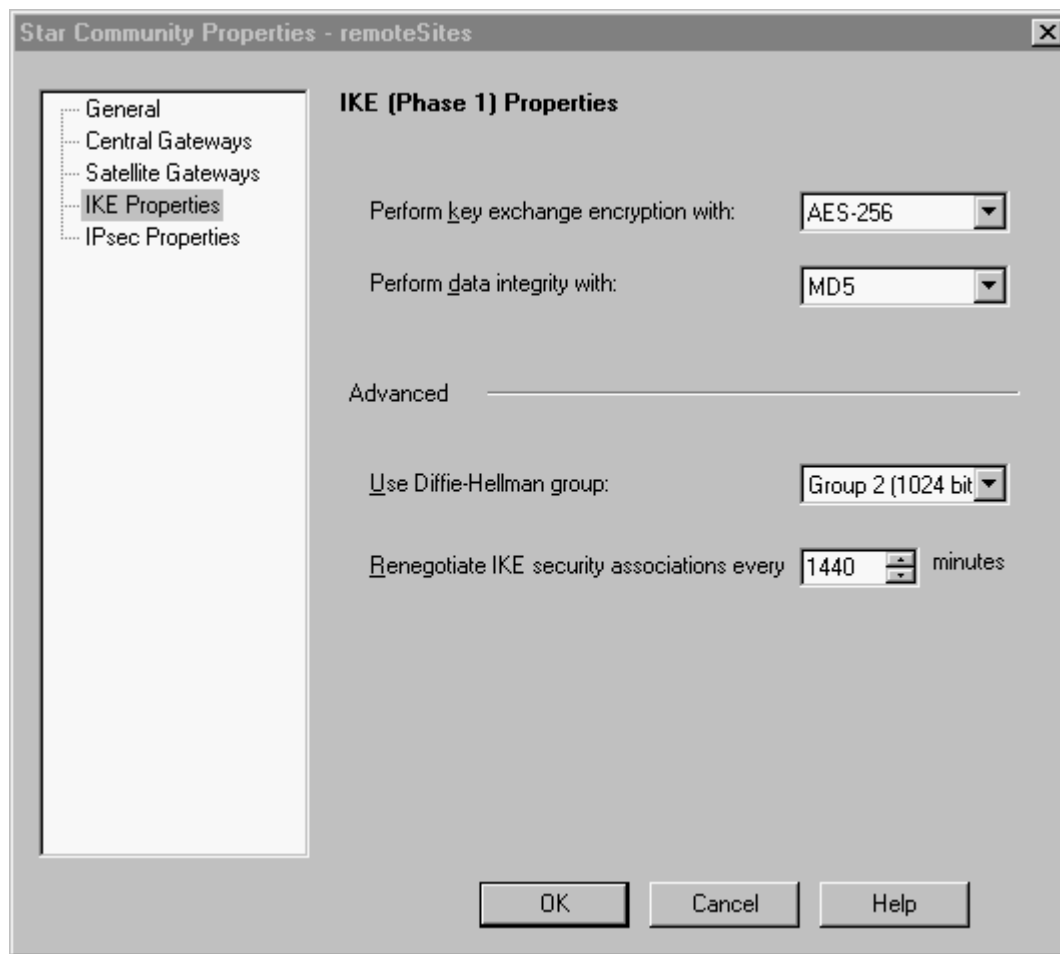 Star Community Properties - remoteSites
General
Central Gateways
Satellite Gateways
IKE Properties
IPsec Properties
IKE (Phase 1) Properties
Perform key exchange encryption with: AES-256
Perform data integrity with: MD5
Advanced
Use Diffie-Hellman group: Group 2 (1024 bit
Renegotiate IKE security associations every 1440 minutes
OK Cancel Help